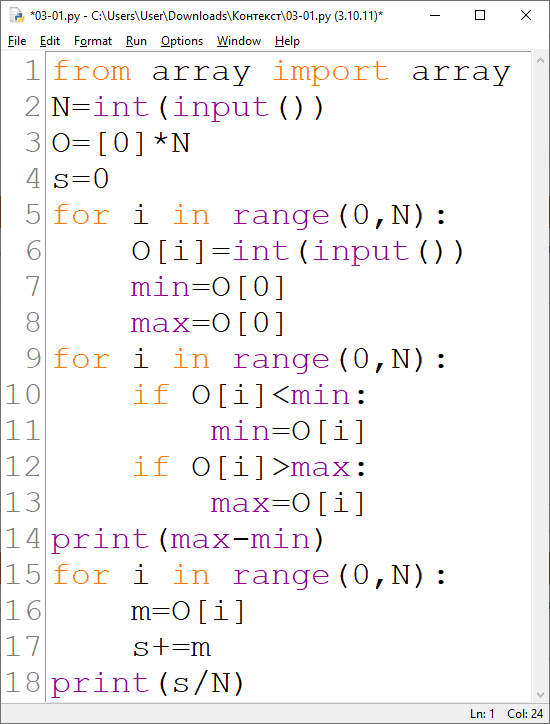 *03-01.py - C:\Users\User\Downloads\Контекст\03-01.py (3.10.11)*
File Edit Format Run Options Window Help
1 from array import array
2 N=int(input())
3 O=[0]*N
4 s=0
5 for i in range(0,N):
6     O[i]=int(input())
7     min=O[0]
8     max=O[0]
9 for i in range(0,N):
10     if O[i]<min:
11         min=O[i]
12     if O[i]>max:
13         max=O[i]
14 print(max-min)
15 for i in range(0,N):
16     m=O[i]
17     s+=m
18 print(s/N)
Ln: 1 Col: 24